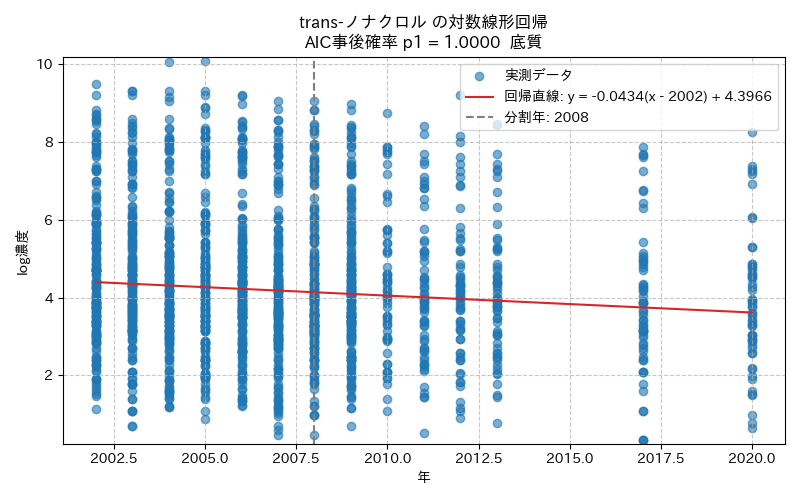 trans-ノナクロル の対数線形回帰
AIC事後確率 p1 = 1.0000 底質
log濃度
10
8
6
4
2
実測データ
回帰直線: y = -0.0434(x - 2002) + 4.3966
分割年: 2008
2002.5 2005.0 2007.5 2010.0 2012.5 2015.0 2017.5 2020.0
年